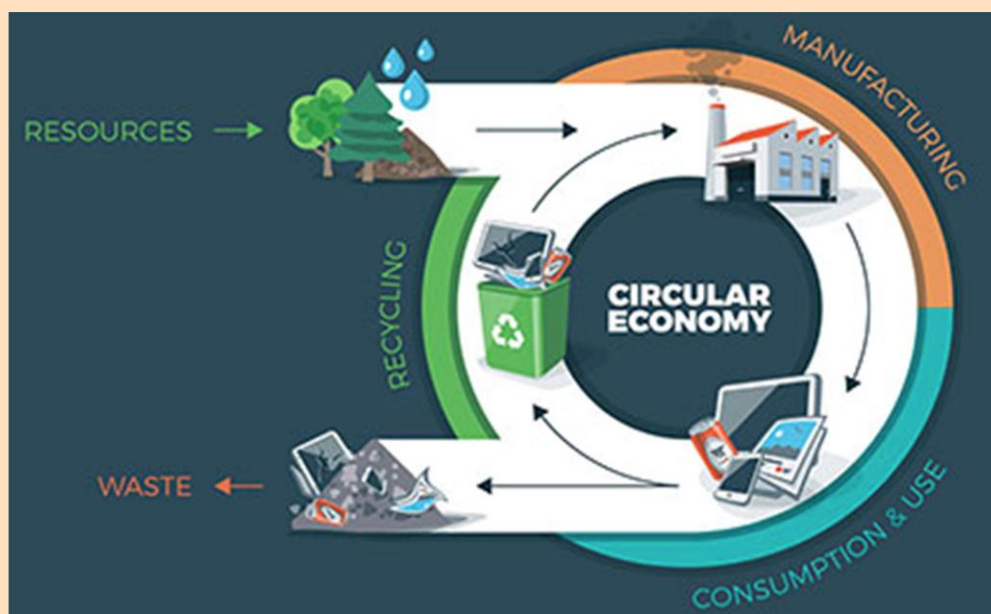 MANUFACTURING
RESOURCES
RECYCLING
CIRCULAR
ECONOMY
WASTE
CONSUMPTION & USE